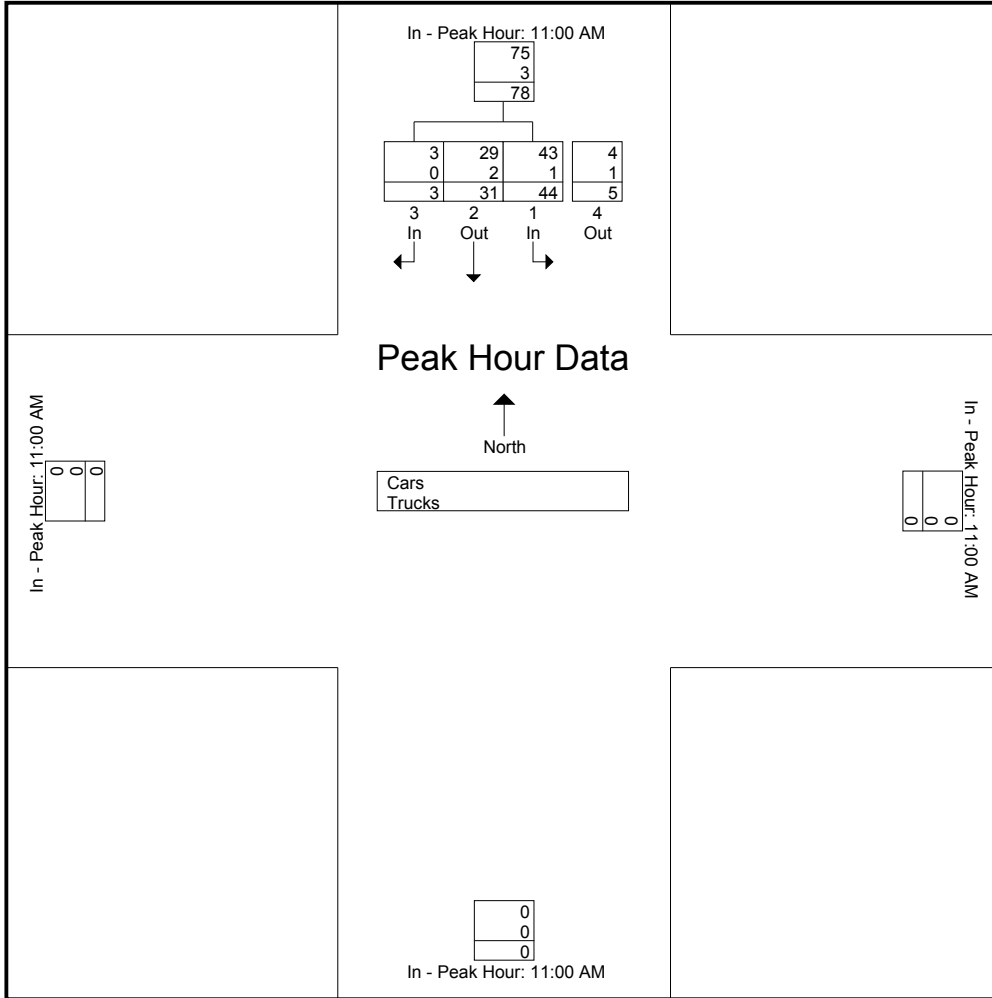 In - Peak Hour: 11:00 AM
75
3
78
3 29 43 4
0 2 1 1
3 31 44 5
3 2 1 4
In Out In Out
Peak Hour Data
North
Cars
Trucks
In - Peak Hour: 11:00 AM
0
0
0
In - Peak Hour: 11:00 AM
0
0
0
0
0
0
In - Peak Hour: 11:00 AM